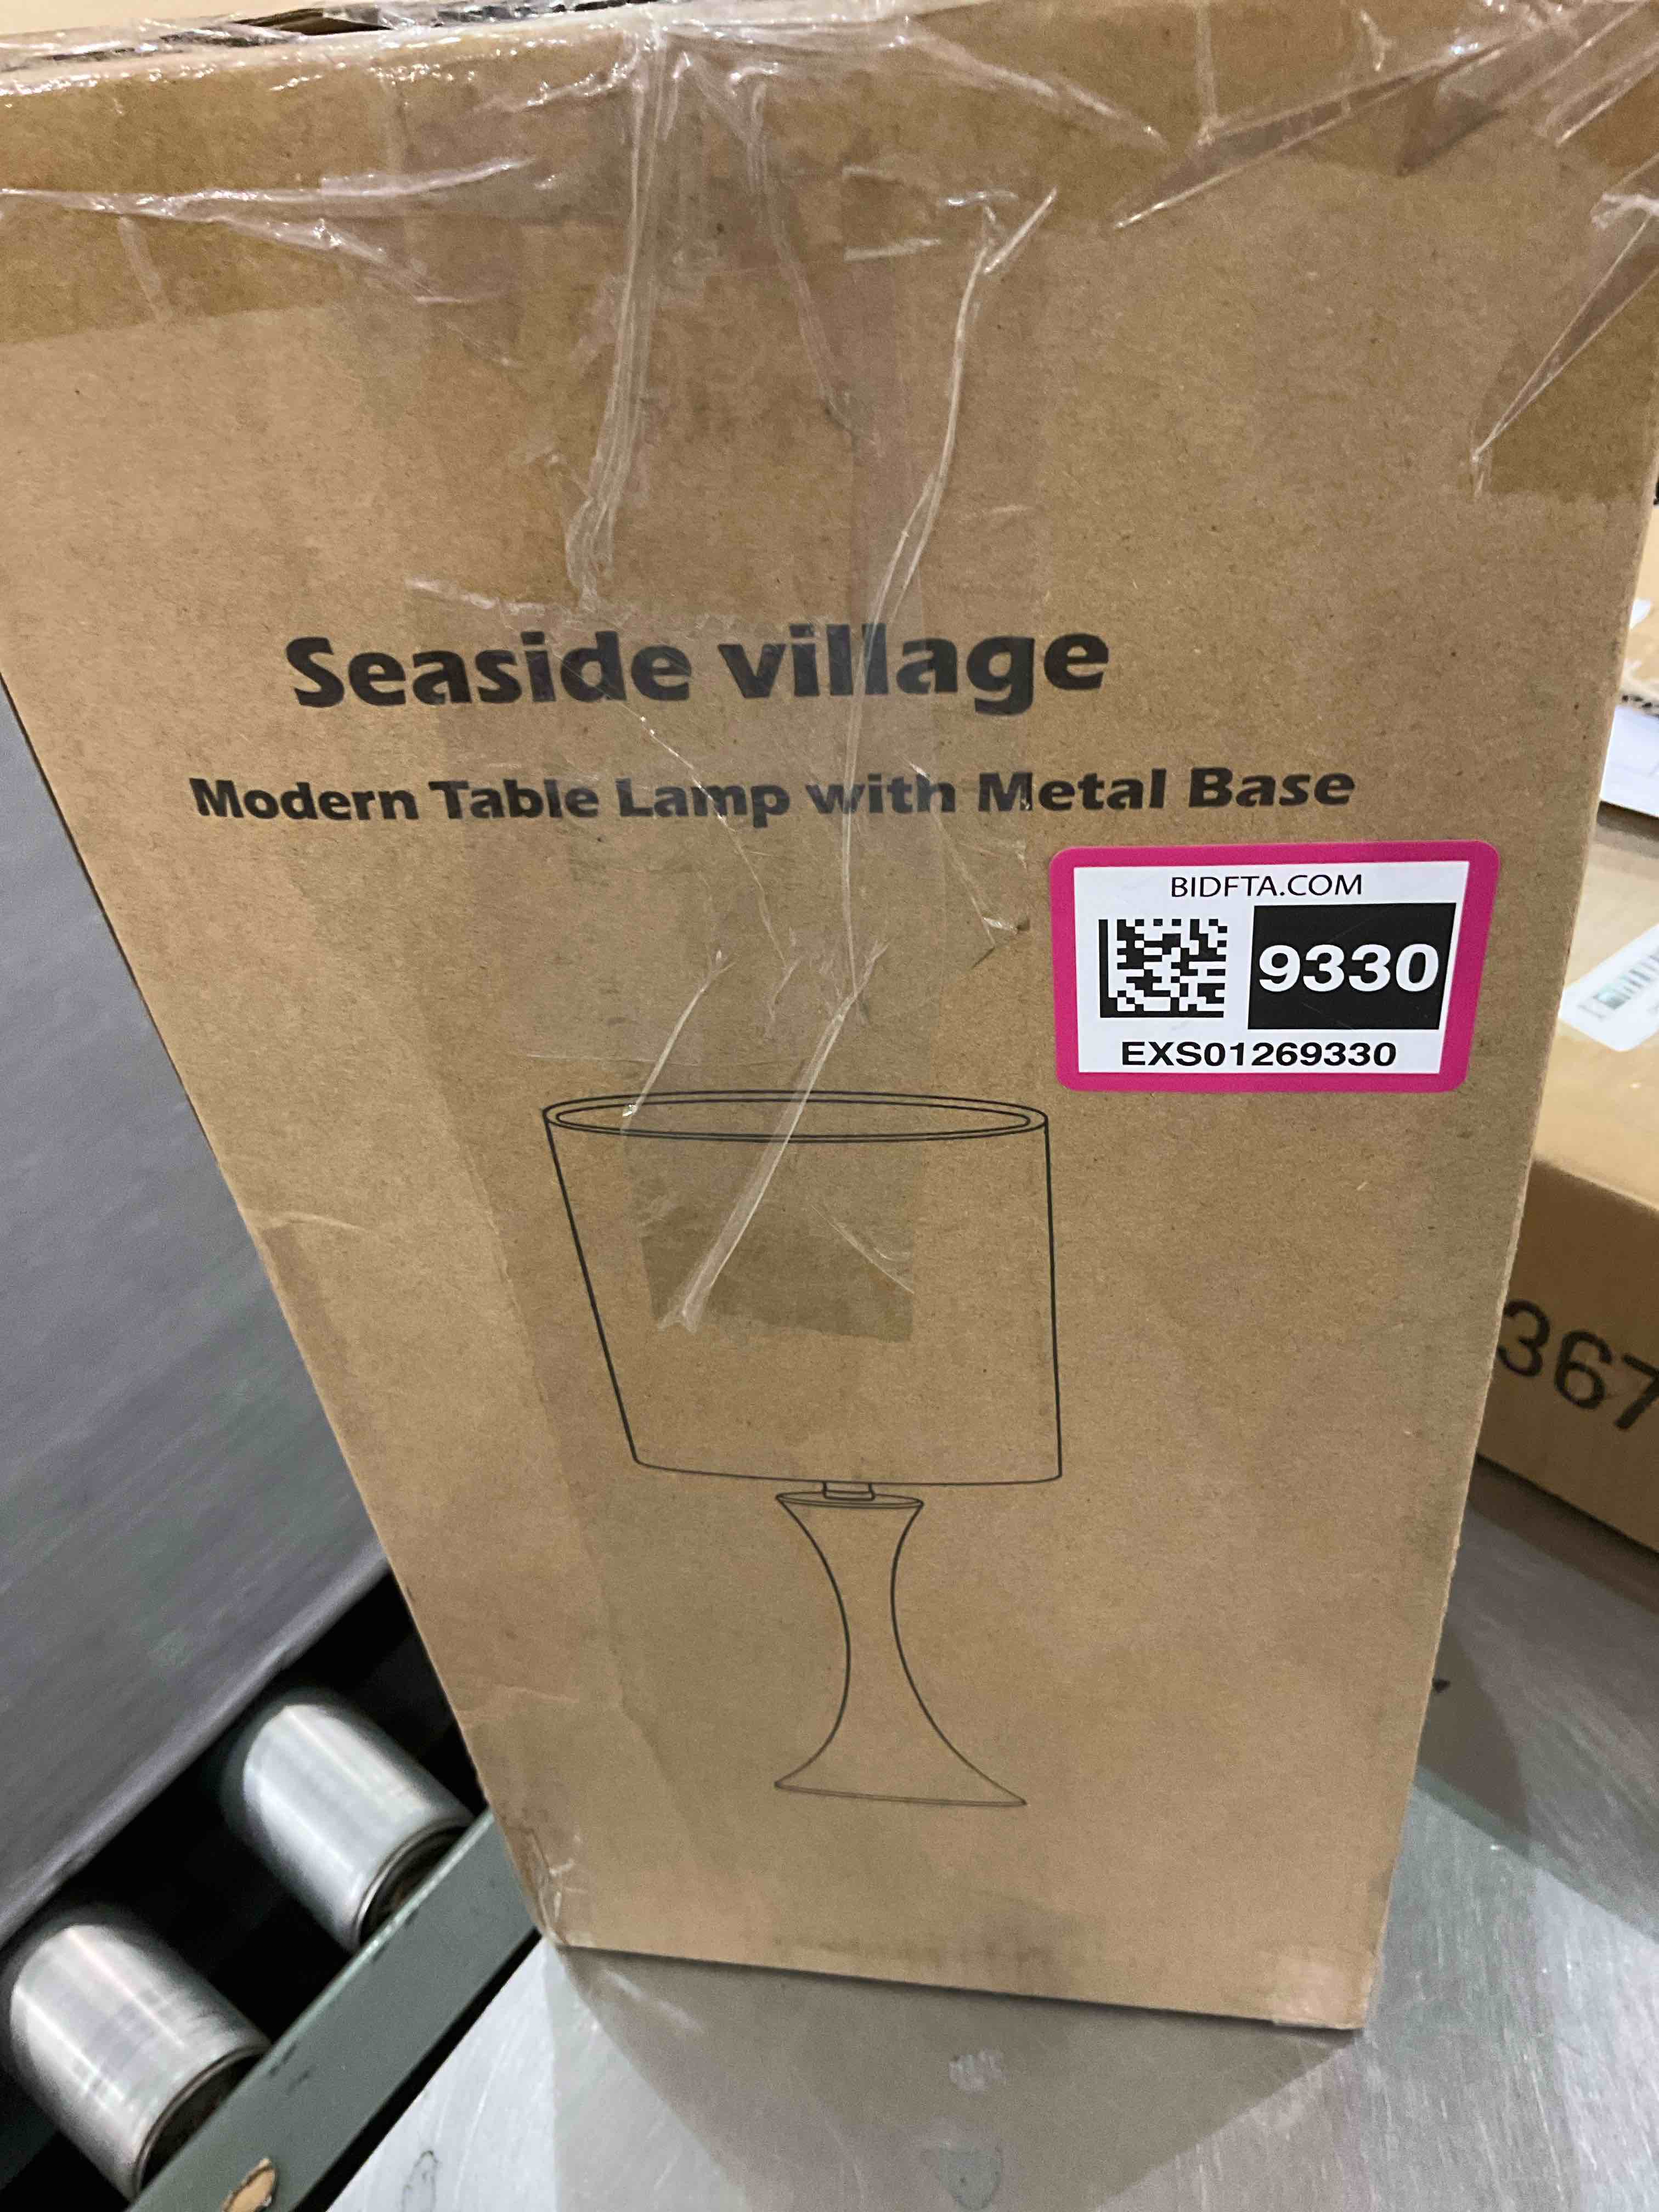 Seaside village
Modern Table Lamp with Metal Base
BIDFTA.COM
9330
EXS01269330
367